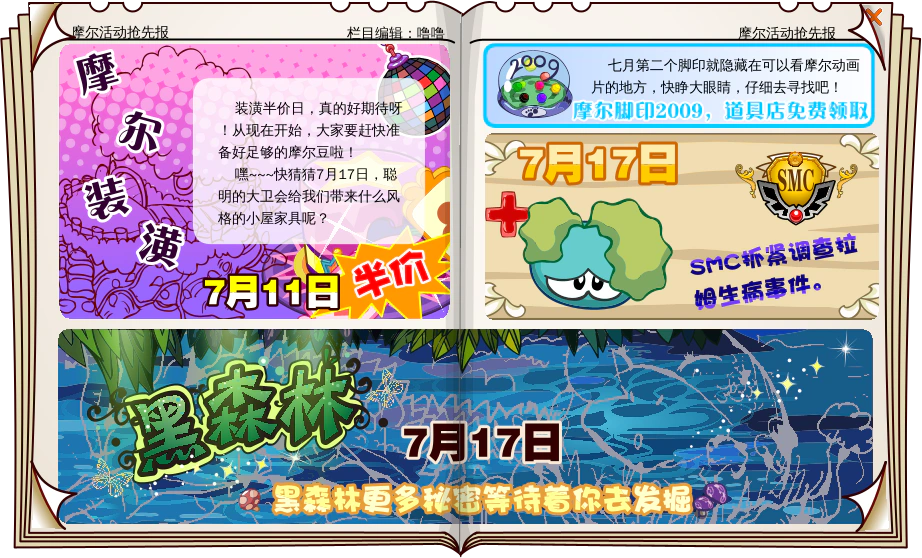 摩尔活动抢先报
栏目编辑：噜噜
摩尔装潢
装潢半价日，真的好期待呀
！从现在开始，大家要赶快准
备好足够的摩尔豆啦！
嘿~~~快猜猜7月17日，聪
明的大卫会给我们带来什么风
格的小屋家具呢？
7月11日
半价
摩尔活动抢先报
2009
七月第二个脚印就隐藏在可以看摩尔动画
片的地方，快睁大眼睛，仔细去寻找吧！
摩尔脚印2009，道具店免费领取
7月17日
SMC
SMC抓紧调查拉
姆生病事件。
黑森林
7月17日
黑森林更多秘密等待着你去发掘